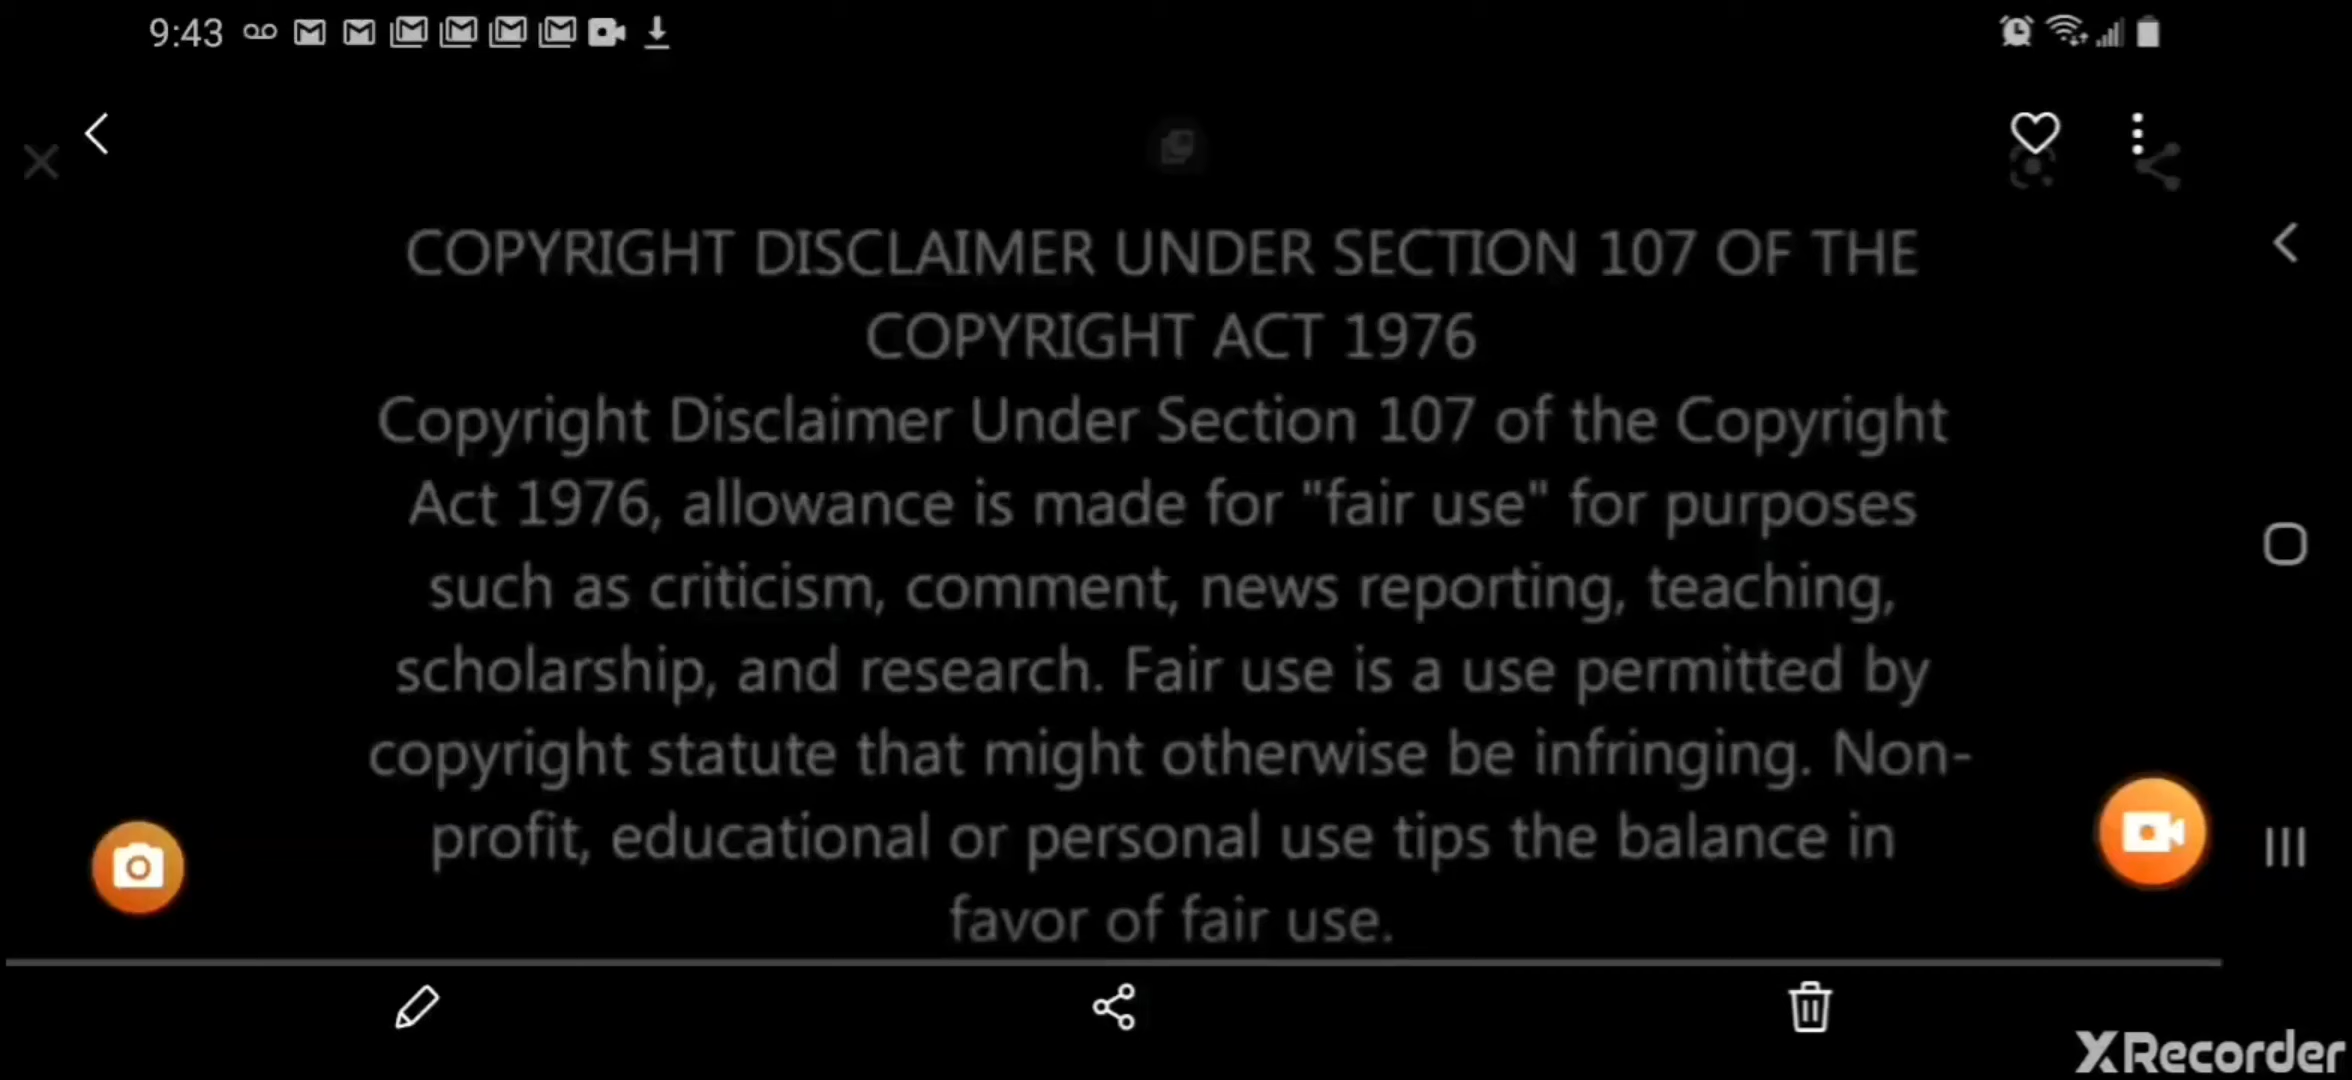 9:43
COPYRIGHT DISCLAIMER UNDER SECTION 107 OF THE
COPYRIGHT ACT 1976
Copyright Disclaimer Under Section 107 of the Copyright
Act 1976, allowance is made for "fair use" for purposes
such as criticism, comment, news reporting, teaching,
scholarship, and research. Fair use is a use permitted by
copyright statute that might otherwise be infringing. Non-
profit, educational or personal use tips the balance in
favor of fair use.
XRecorder